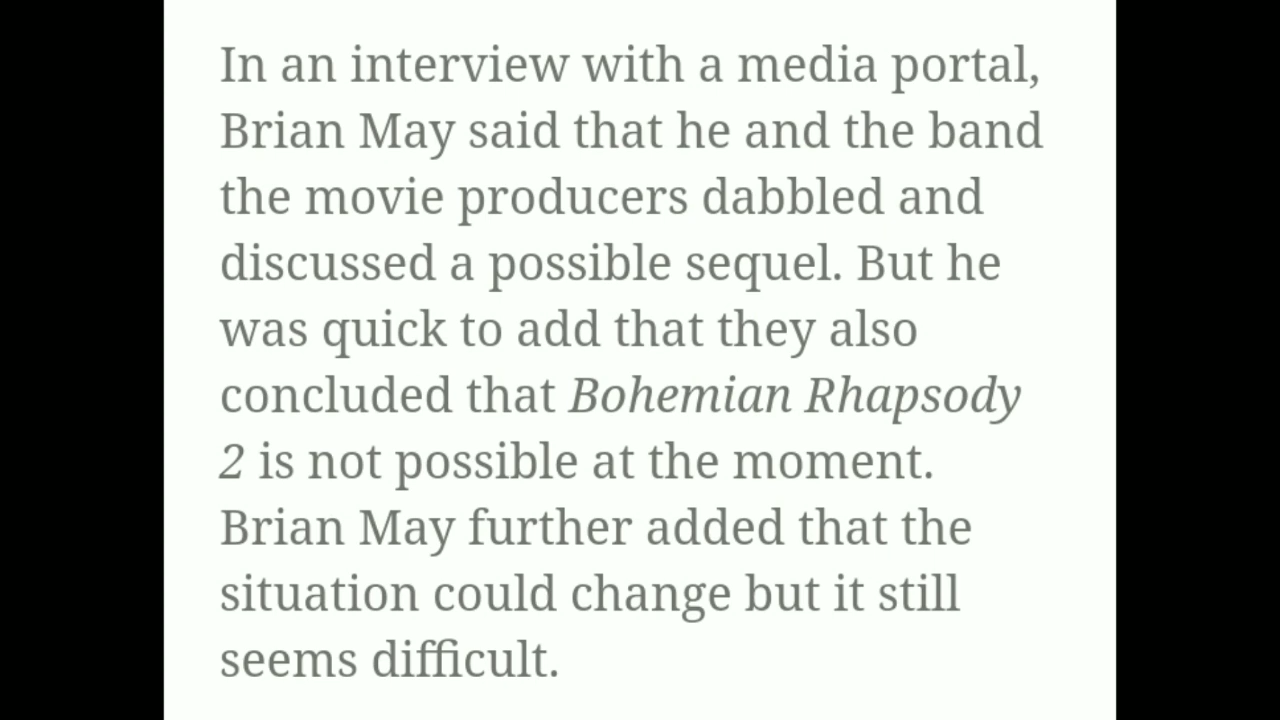 In an interview with a media portal,
Brian May said that he and the band
the movie producers dabbled and
discussed a possible sequel. But he
was quick to add that they also
concluded that Bohemian Rhapsody
2 is not possible at the moment.
Brian May further added that the
situation could change but it still
seems difficult.